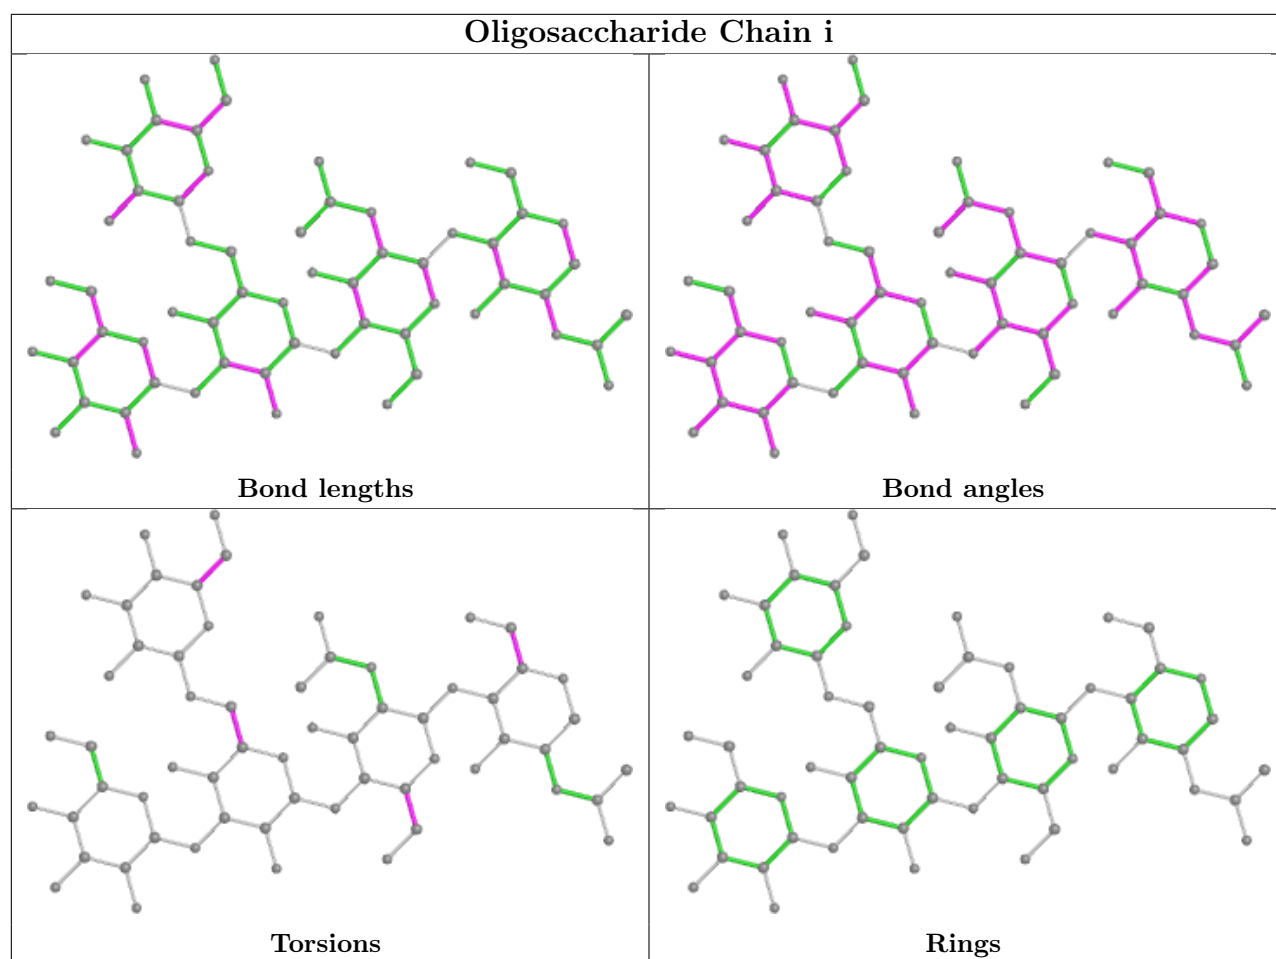 Oligosaccharide Chain i
Bond lengths
Bond angles
Torsions
Rings